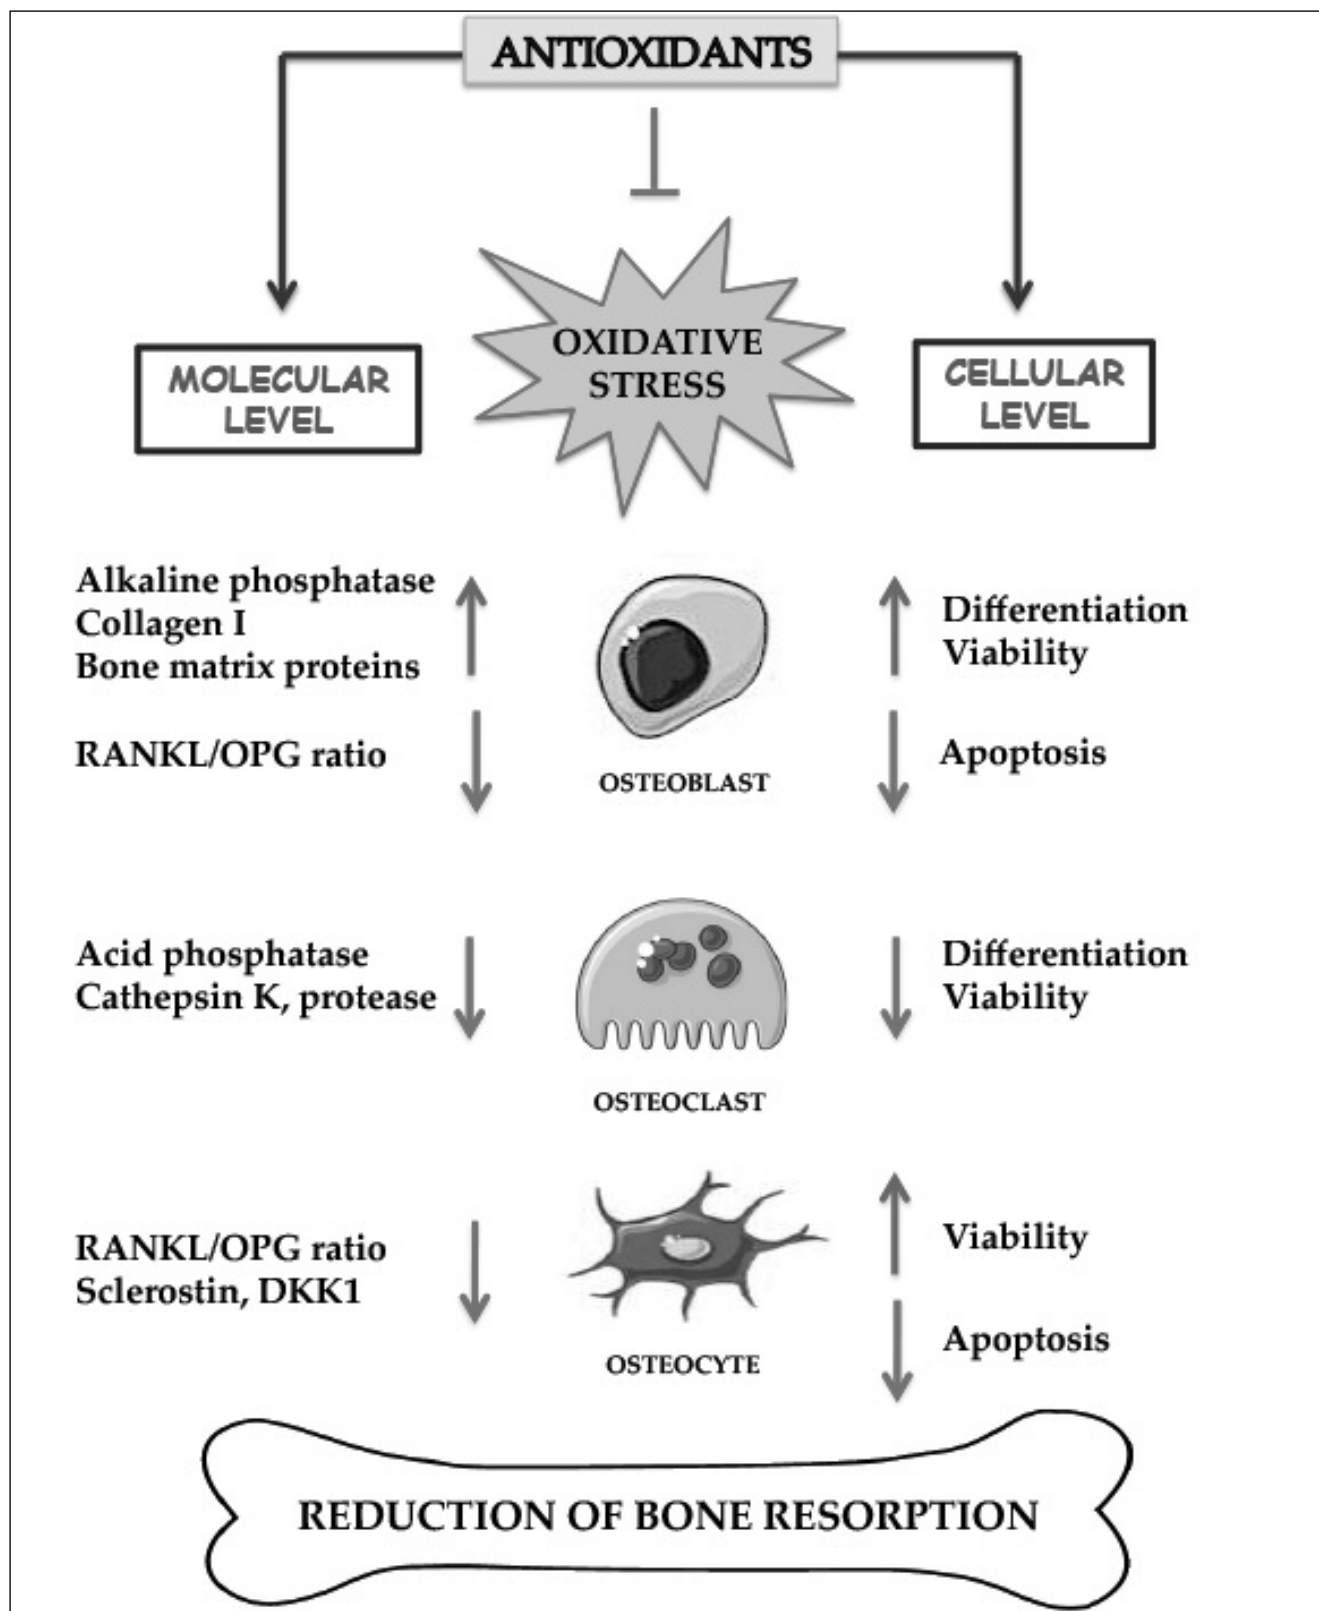 ANTIOXIDANTS
OXIDATIVE
STRESS
MOLECULAR
LEVEL
CELLULAR
LEVEL
Alkaline phosphatase
Collagen I
Bone matrix proteins
RANKL/OPG ratio
OSTEOBLAST
Differentiation
Viability
Apoptosis
Acid phosphatase
Cathepsin K, protease
OSTEOCLAST
Differentiation
Viability
RANKL/OPG ratio
Sclerostin, DKK1
OSTEOCYTE
Viability
Apoptosis
REDUCTION OF BONE RESORPTION